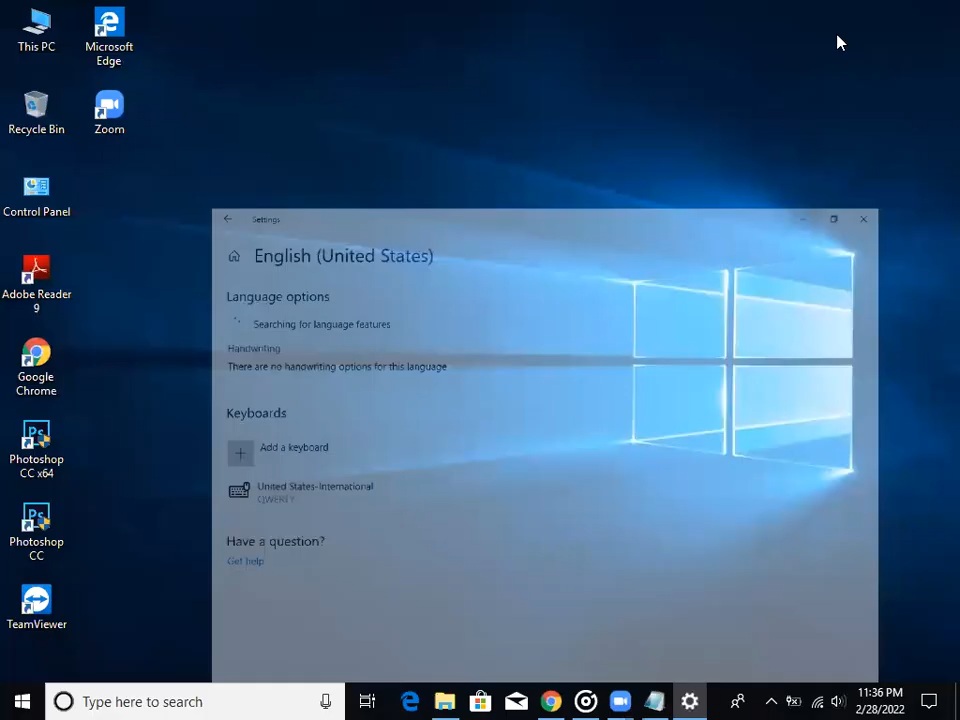 This PC
Microsoft
Edge
Recycle Bin
Zoom
Control Panel
Adobe Reader
9
Google
Chrome
Photoshop
CC x64
Photoshop
CC
TeamViewer
Settings
English (United States)
Language options
Searching for language features
Handwriting
There are no handwriting options for this language
Keyboards
Add a keyboard
United States-International
QWERTY
Have a question?
Get help
Type here to search
11:36 PM
2/28/2022